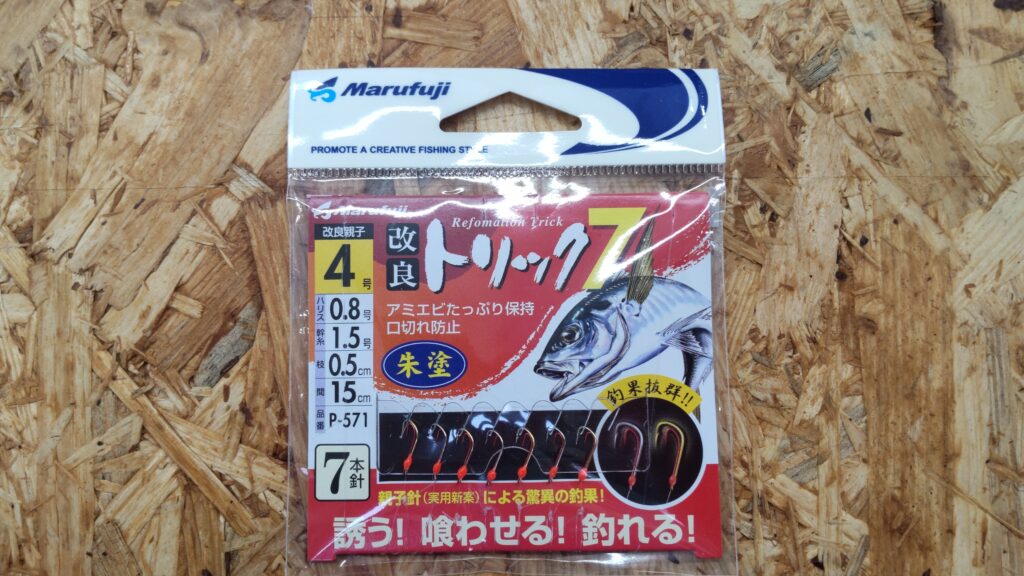 Marufuji
PROMOTE A CREATIVE FISHING STYLE
Marufuji
Refomation Trick
改良親子
4号
ハリス 0.8号
幹糸 1.5号
枝 0.5cm
間 15cm
品番 P-571
7本針
改良トリック7
アミエビたっぷり保持
口切れ防止
朱塗
釣果抜群!!
親子針(実用新案)による驚異の釣果!
誘う! 喰わせる! 釣れる!